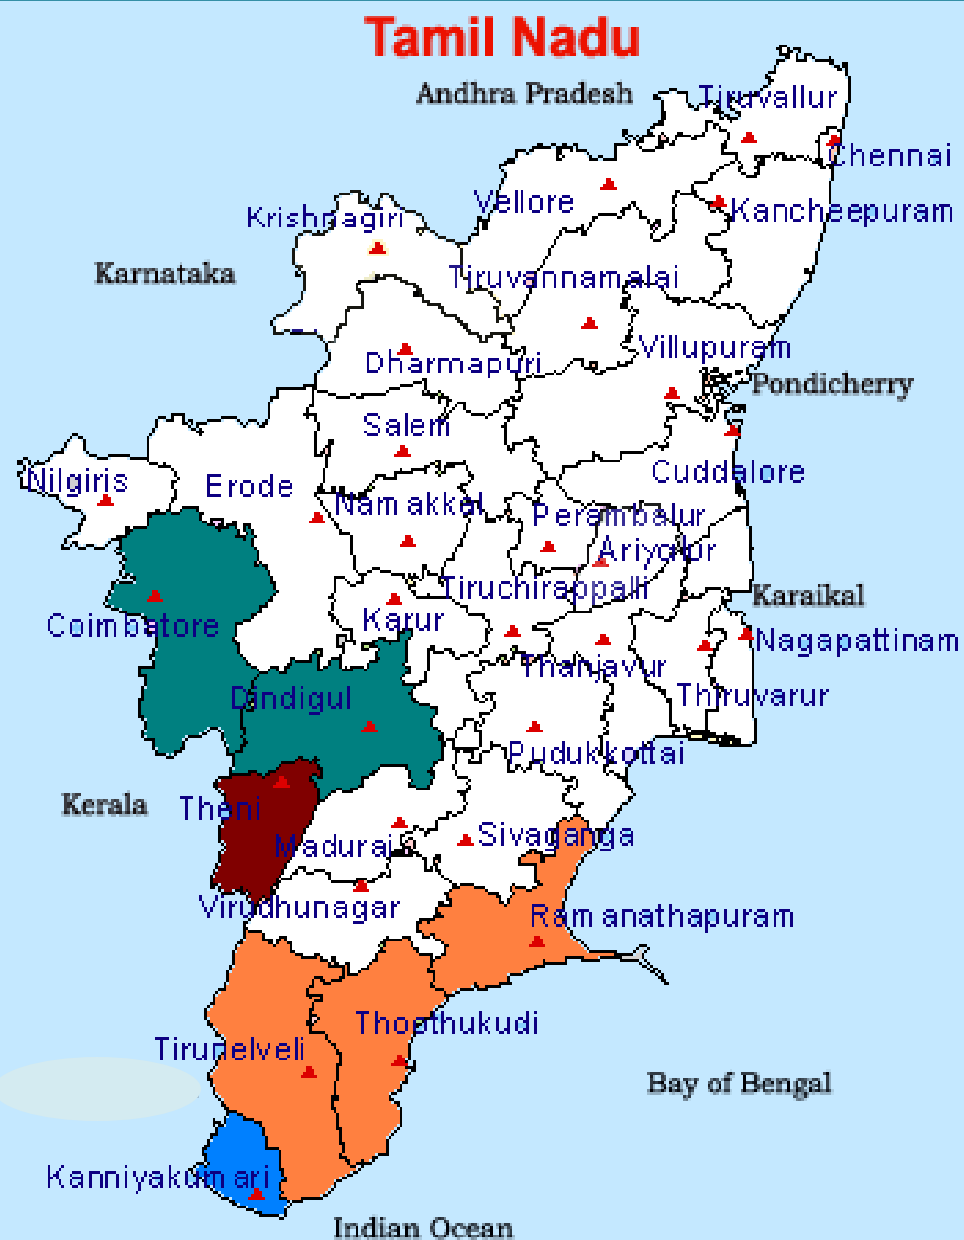 Tamil Nadu
Andhra Pradesh
Tiruvallur
Chennai
Vellore
Kancheepuram
Krishnagiri
Karnataka
Tiruvannamalai
Villupuram
Dharmapuri
Pondicherry
Salem
Cuddalore
Nilgiris
Erode
Namakkal
Perambalur
Ariyalur
Tiruchirappalli
Karaikal
Karur
Coimbatore
Nagapattinam
Thanjavur
Thiruvarur
Dindigul
Pudukkottai
Kerala
Theni
Sivaganga
Madurai
Virudhunagar
Ramanathapuram
Thoothukudi
Tirunelveli
Bay of Bengal
Kanniyakumari
Indian Ocean